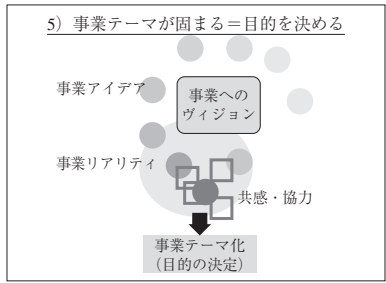 5）事業テーマが固まる＝目的を決める
事業アイデア
事業への
ヴィジョン
事業リアリティ
共感・協力
事業テーマ化
（目的の決定）